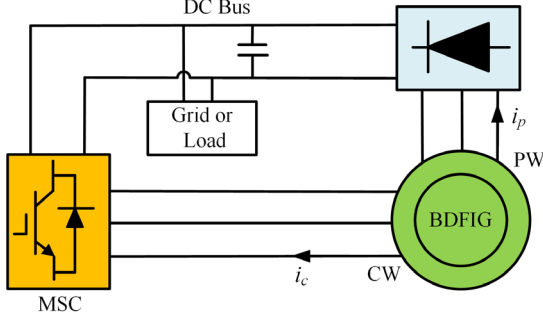 DC Bus
Grid or
Load
i_p
PW
BDFIG
CW
i_c
MSC